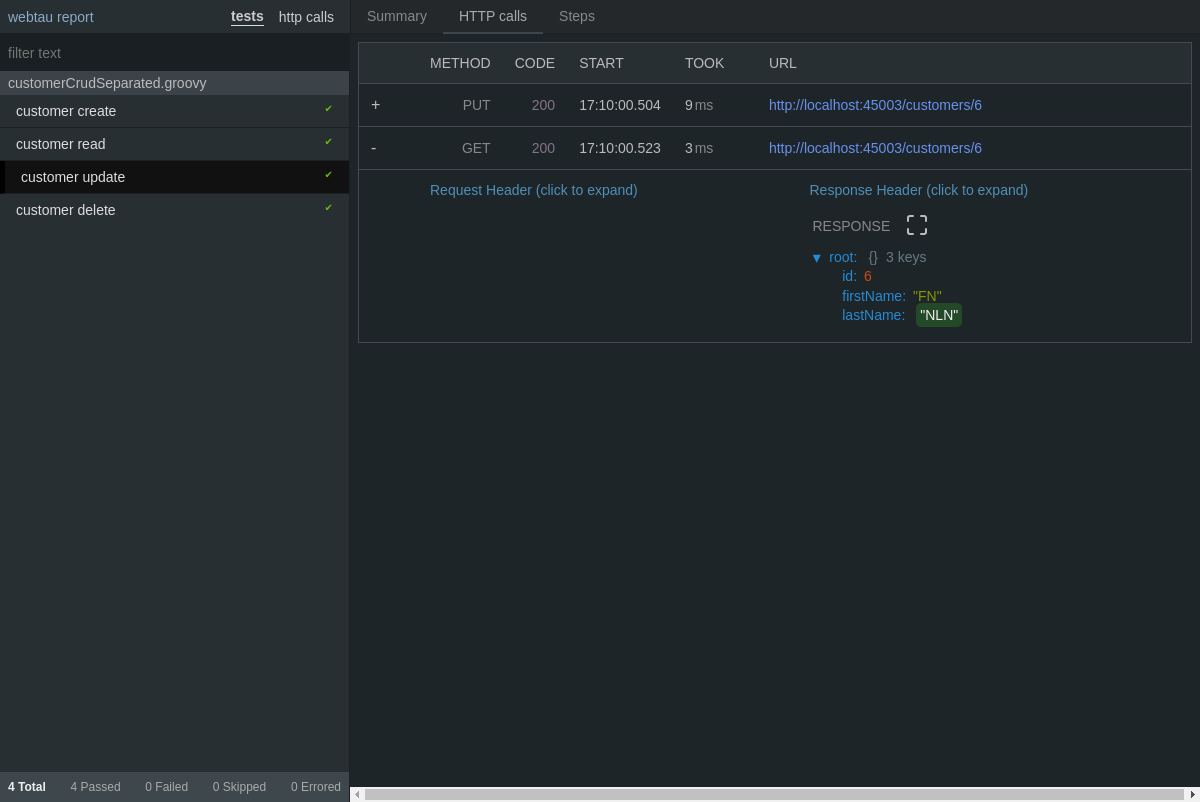 webtau report tests http calls
filter text
customerCrudSeparated.groovy
customer create ✔
customer read ✔
customer update ✔
customer delete ✔
4 Total 4 Passed 0 Failed 0 Skipped 0 Errored
Summary HTTP calls Steps
METHOD CODE START TOOK URL
+ PUT 200 17:10:00.504 9 ms http://localhost:45003/customers/6
- GET 200 17:10:00.523 3 ms http://localhost:45003/customers/6
Request Header (click to expand) Response Header (click to expand)
RESPONSE
▼ root: {} 3 keys
id: 6
firstName: "FN"
lastName: "NLN"